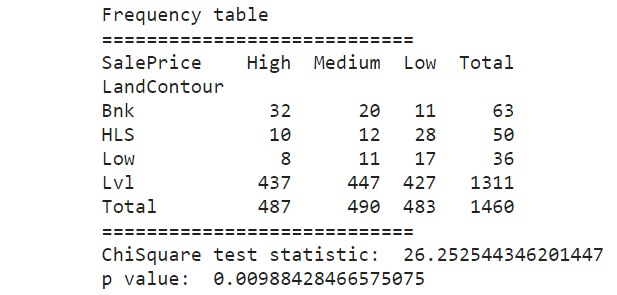 Frequency table
============================
SalePrice High Medium Low Total
LandContour
Bnk 32 20 11 63
HLS 10 12 28 50
Low 8 11 17 36
Lvl 437 447 427 1311
Total 487 490 483 1460
============================
ChiSquare test statistic: 26.252544346201447
p value: 0.00988428466575075